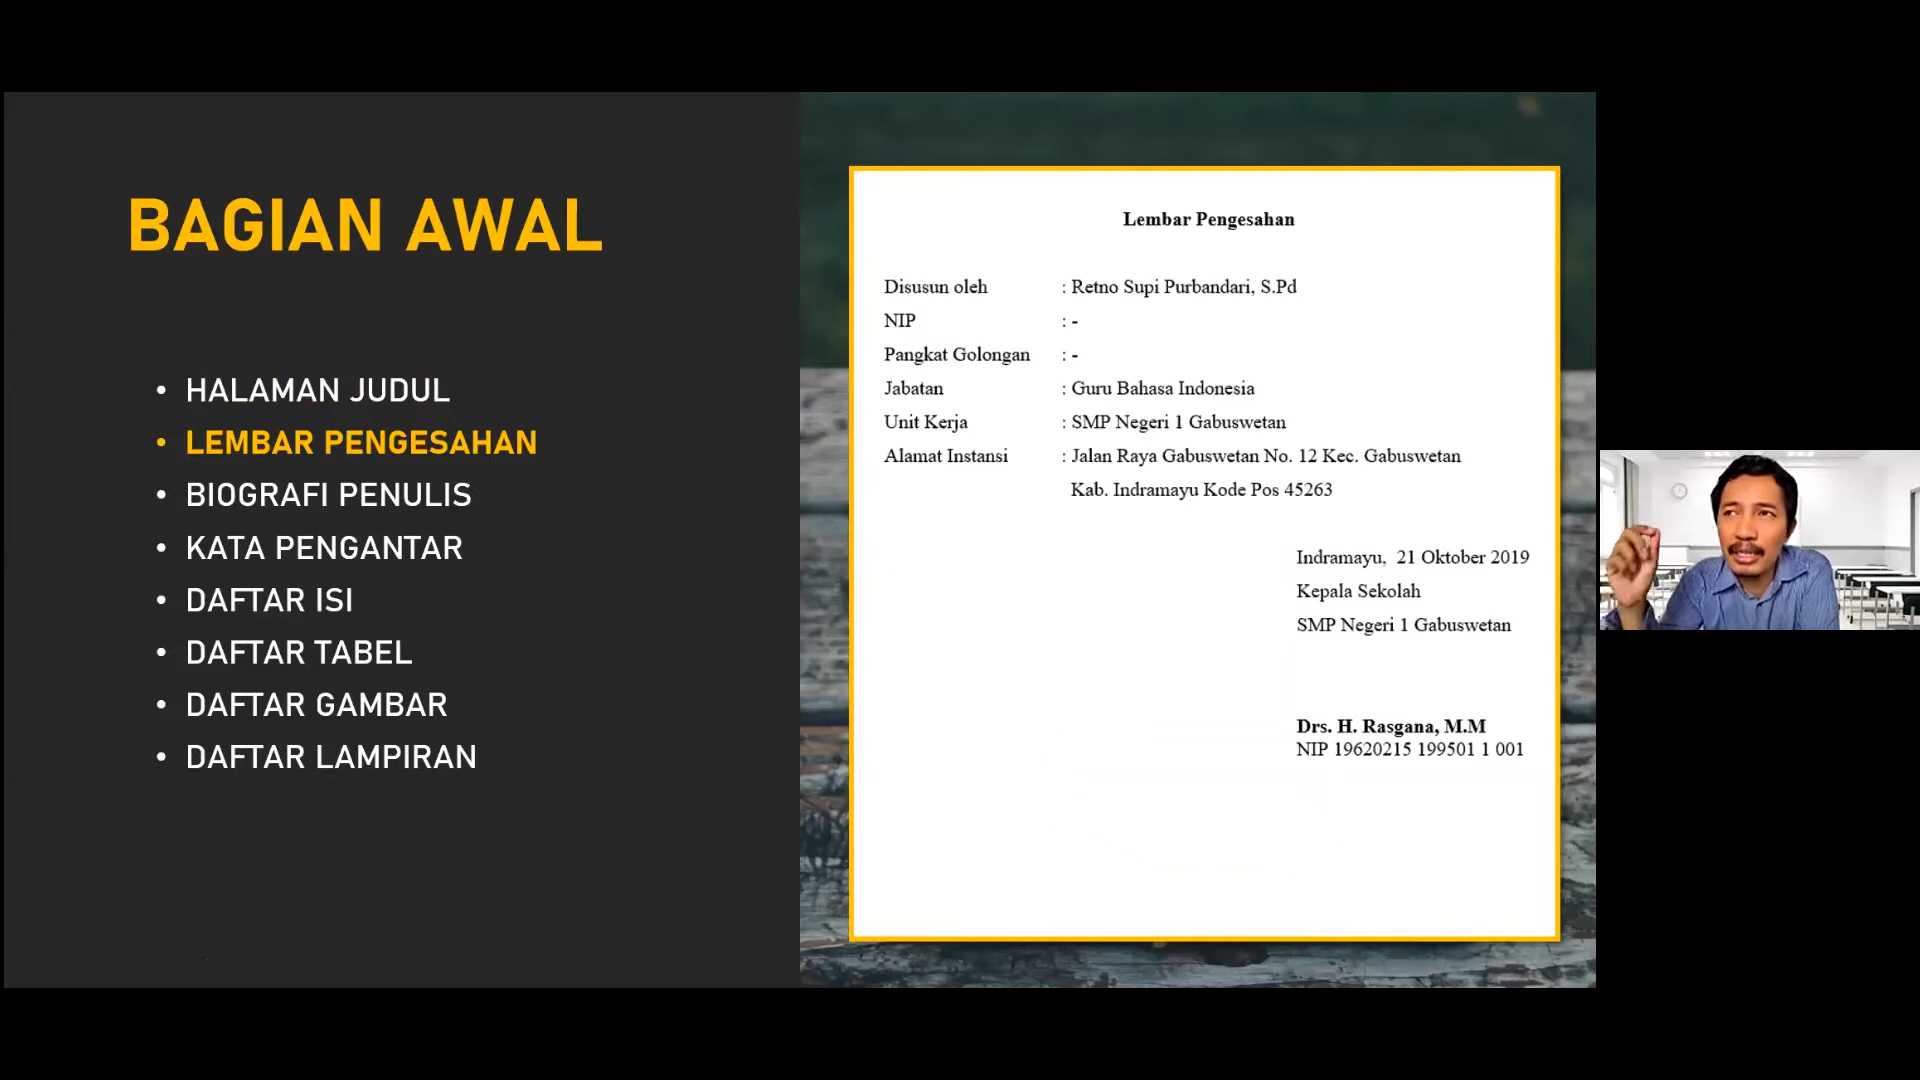 BAGIAN AWAL
• HALAMAN JUDUL
• LEMBAR PENGESAHAN
• BIOGRAFI PENULIS
• KATA PENGANTAR
• DAFTAR ISI
• DAFTAR TABEL
• DAFTAR GAMBAR
• DAFTAR LAMPIRAN
Lembar Pengesahan
Disusun oleh : Retno Supi Purbandari, S.Pd
NIP : -
Pangkat Golongan : -
Jabatan : Guru Bahasa Indonesia
Unit Kerja : SMP Negeri 1 Gabuswetan
Alamat Instansi : Jalan Raya Gabuswetan No. 12 Kec. Gabuswetan
Kab. Indramayu Kode Pos 45263
Indramayu, 21 Oktober 2019
Kepala Sekolah
SMP Negeri 1 Gabuswetan
Drs. H. Rasgana, M.M
NIP 19620215 199501 1 001